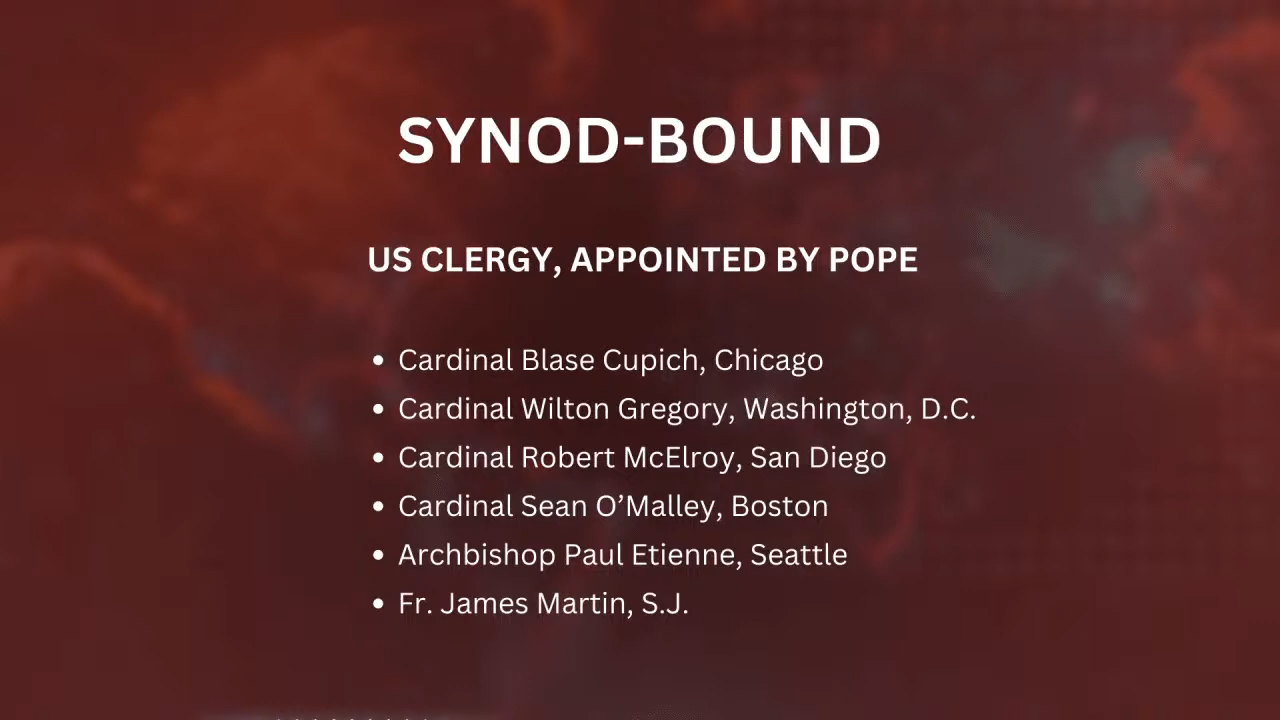 SYNOD-BOUND
US CLERGY, APPOINTED BY POPE
• Cardinal Blase Cupich, Chicago
• Cardinal Wilton Gregory, Washington, D.C.
• Cardinal Robert McElroy, San Diego
• Cardinal Sean O’Malley, Boston
• Archbishop Paul Etienne, Seattle
• Fr. James Martin, S.J.